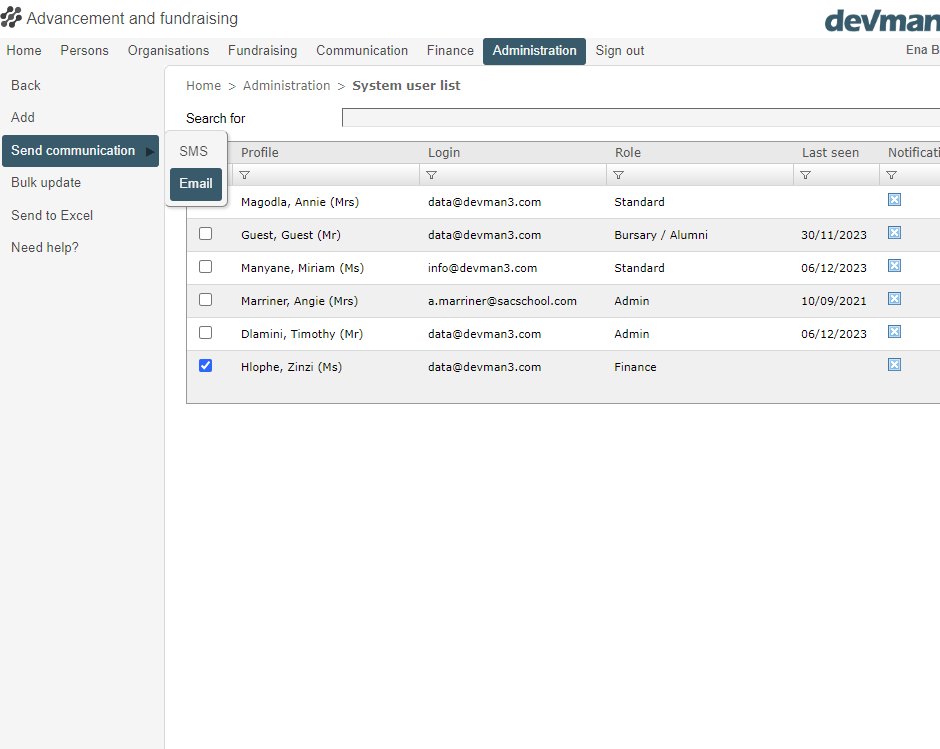 Advancement and fundraising
devman
Home Persons Organisations Fundraising Communication Finance Administration Sign out Ena B
Back
Add
Send communication
Bulk update
Send to Excel
Need help?
SMS
Email
Home > Administration > System user list
Search for
Profile Login Role Last seen Notificati
Magodla, Annie (Mrs) data@devman3.com Standard
Guest, Guest (Mr) data@devman3.com Bursary / Alumni 30/11/2023
Manyane, Miriam (Ms) info@devman3.com Standard 06/12/2023
Marriner, Angie (Mrs) a.marriner@sacschool.com Admin 10/09/2021
Dlamini, Timothy (Mr) data@devman3.com Admin 06/12/2023
Hlophe, Zinzi (Ms) data@devman3.com Finance